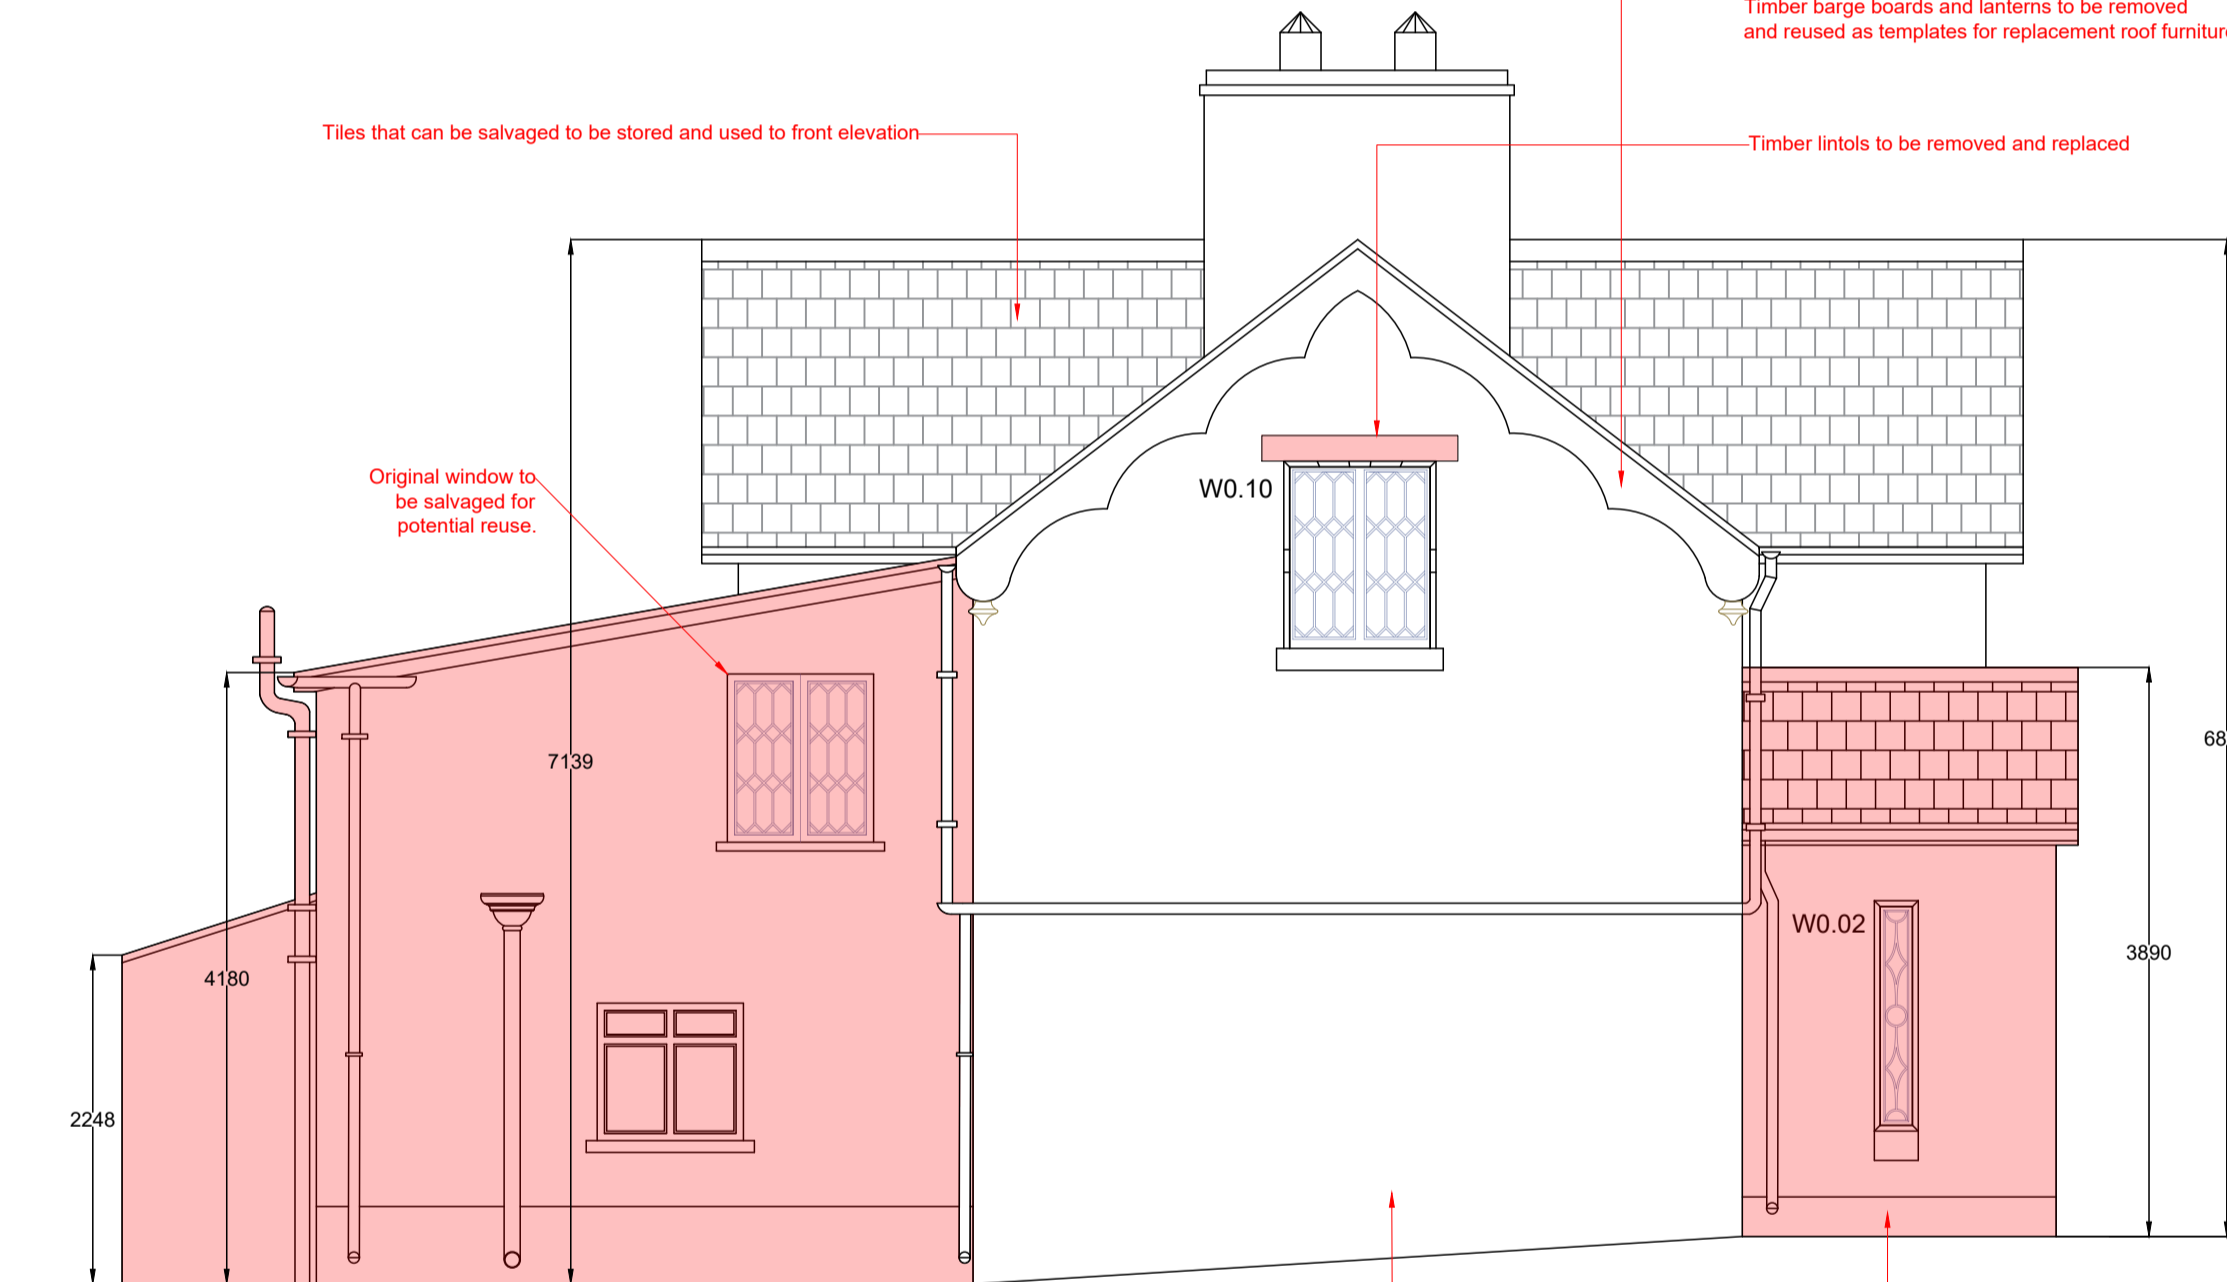 Timber barge boards and lanterns to be removed
and reused as templates for replacement roof furniture
Tiles that can be salvaged to be stored and used to front elevation
Timber lintols to be removed and replaced
Original window to
be salvaged for
potential reuse.
W0.10
7139
68
W0.02
3890
4180
2248